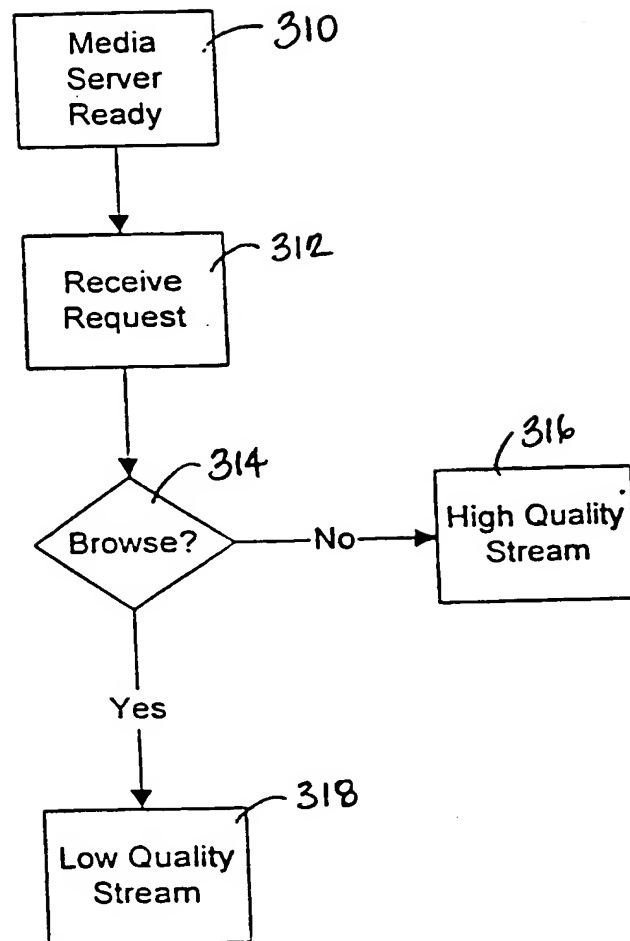 310
Media
Server
Ready
312
Receive
Request
314
Browse?
No
316
High Quality
Stream
Yes
318
Low Quality
Stream